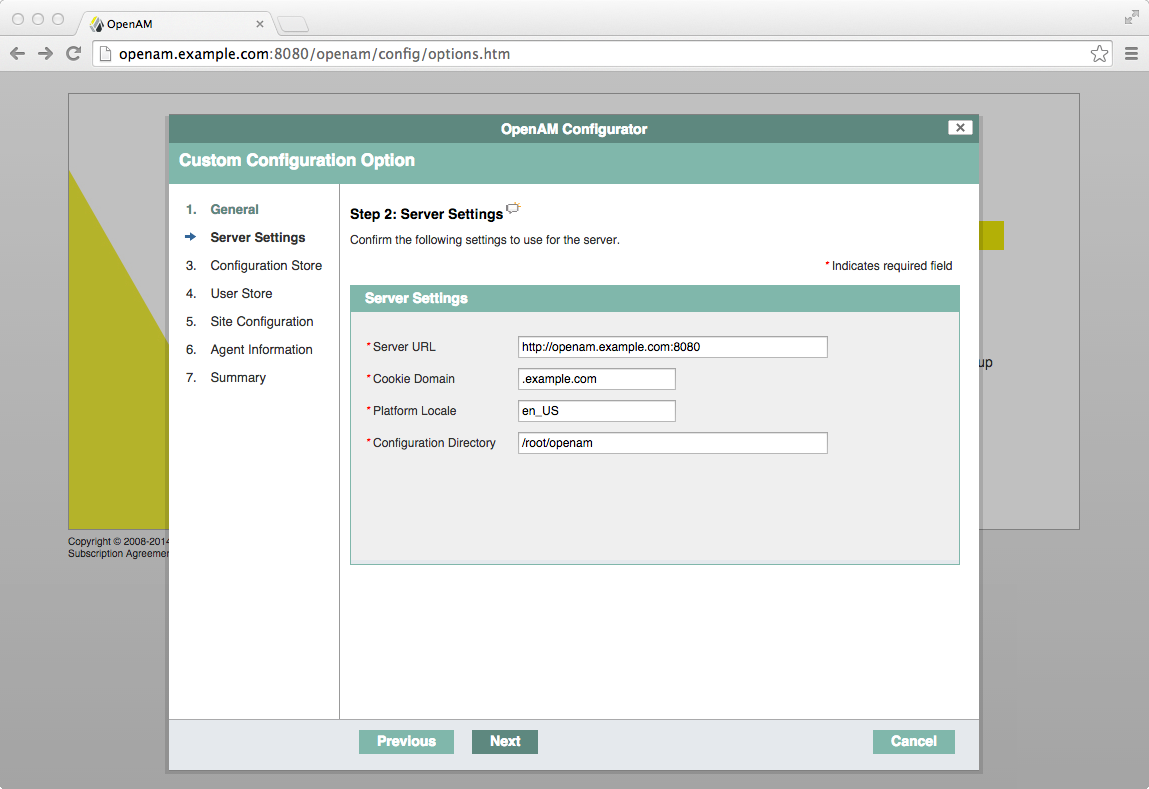 OpenAM
openam.example.com:8080/openam/config/options.htm
OpenAM Configurator
Custom Configuration Option
1. General
Server Settings
3. Configuration Store
4. User Store
5. Site Configuration
6. Agent Information
7. Summary
Step 2: Server Settings
Confirm the following settings to use for the server.
* Indicates required field
Server Settings
* Server URL http://openam.example.com:8080
* Cookie Domain .example.com
* Platform Locale en_US
* Configuration Directory /root/openam
up
Copyright © 2008-2014
Subscription Agreemen
Previous Next Cancel